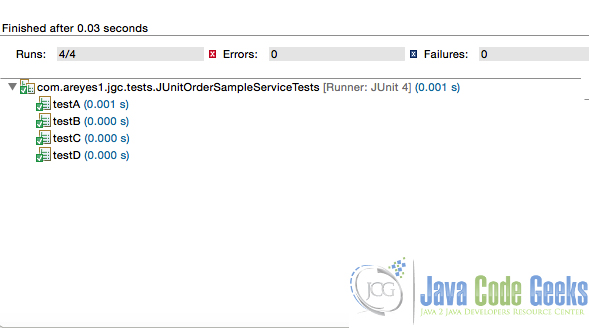 Finished after 0.03 seconds
Runs: 4/4 Errors: 0 Failures: 0
com.areyes1.jgc.tests.JUnitOrderSampleServiceTests [Runner: JUnit 4] (0.001 s)
testA (0.001 s)
testB (0.000 s)
testC (0.000 s)
testD (0.000 s)
JCG
Java Code Geeks
JAVA 2 JAVA DEVELOPERS RESOURCE CENTER